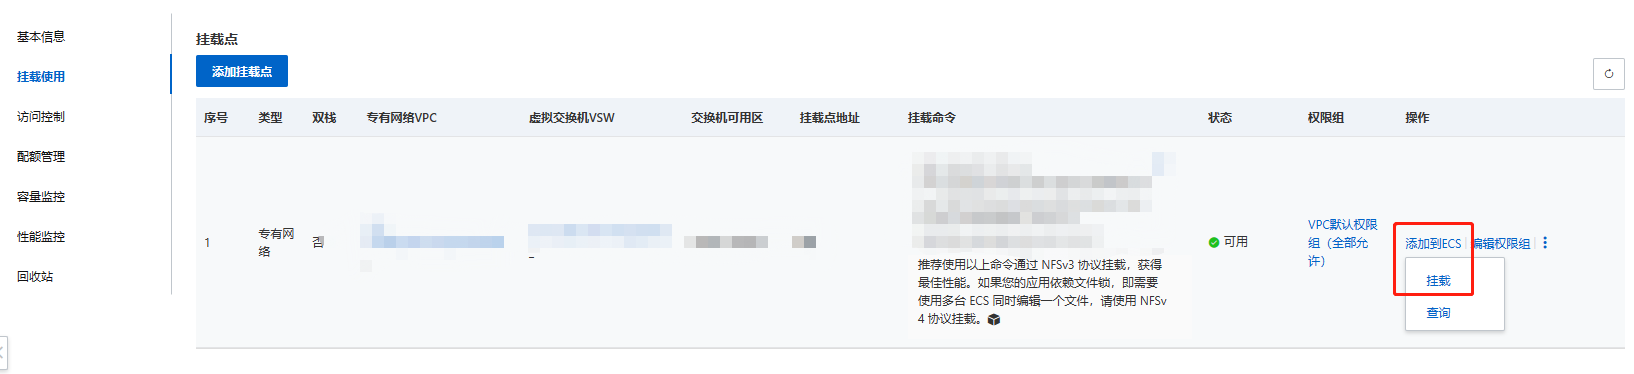 基本信息
挂载使用
访问控制
配额管理
容量监控
性能监控
回收站
挂载点
添加挂载点
序号 类型 双栈 专有网络VPC 虚拟交换机VSW 交换机可用区 挂载点地址 挂载命令 状态 权限组 操作
1
专有网
络
否
推荐使用以上命令通过 NFSv3 协议挂载，获得
最佳性能。如果您的应用依赖文件锁，即需要
使用多台 ECS 同时编辑一个文件，请使用 NFSv
4 协议挂载。
可用
VPC默认权限
组（全部允
许）
添加到ECS 编辑权限组
挂载
查询